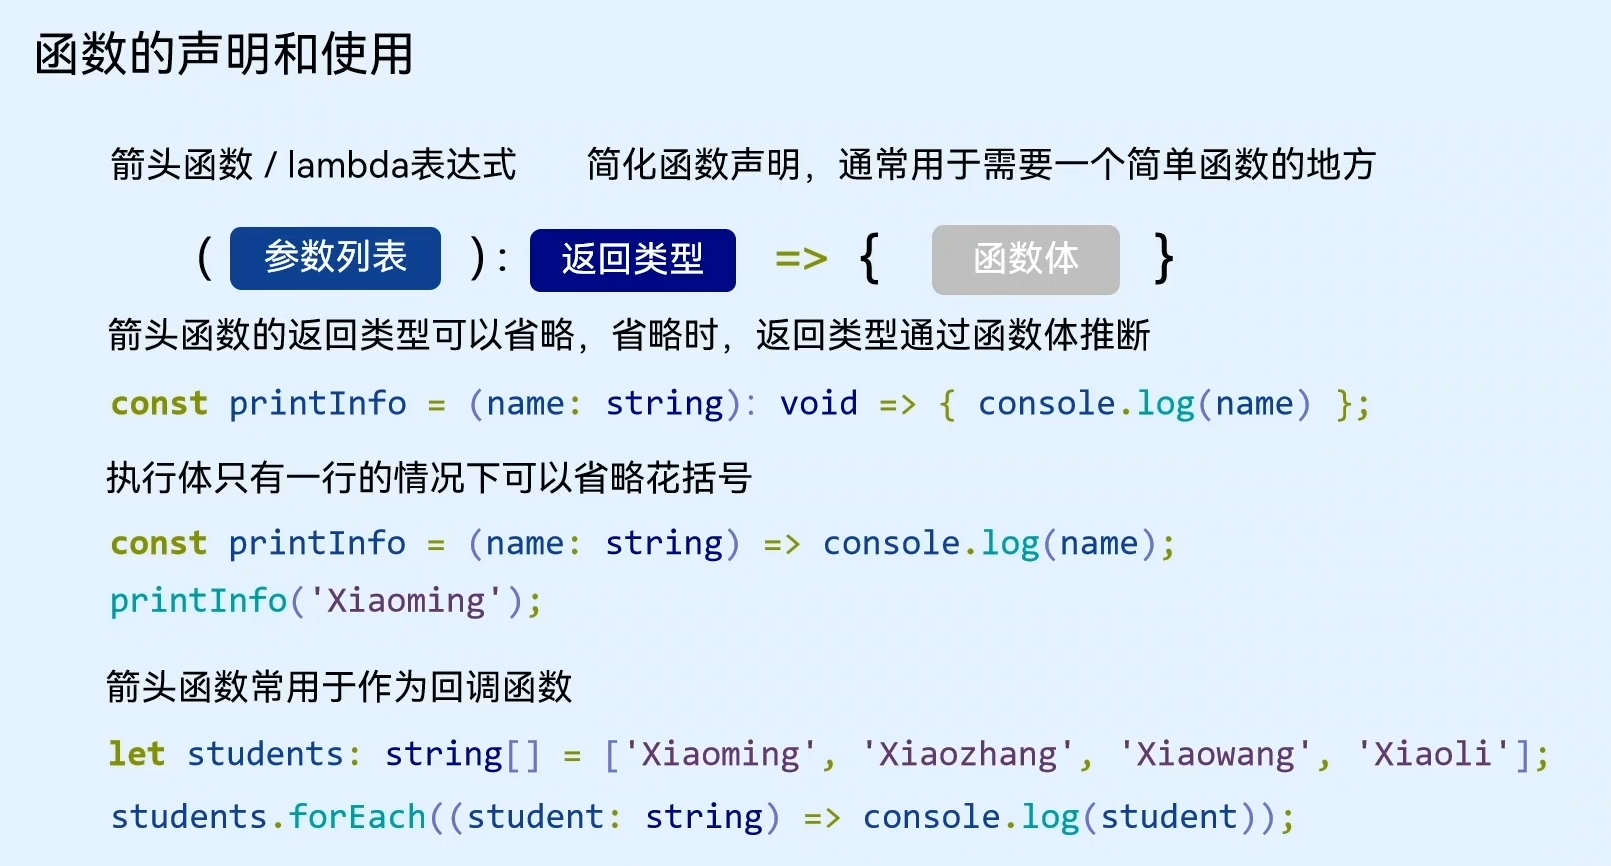 函数的声明和使用
箭头函数 / lambda表达式 简化函数声明，通常用于需要一个简单函数的地方
( 参数列表 ) : 返回类型 => { 函数体 }
箭头函数的返回类型可以省略，省略时，返回类型通过函数体推断
const printInfo = (name: string): void => { console.log(name) };
执行体只有一行的情况下可以省略花括号
const printInfo = (name: string) => console.log(name);
printInfo('Xiaoming');
箭头函数常用于作为回调函数
let students: string[] = ['Xiaoming', 'Xiaozhang', 'Xiaowang', 'Xiaoli'];
students.forEach((student: string) => console.log(student));